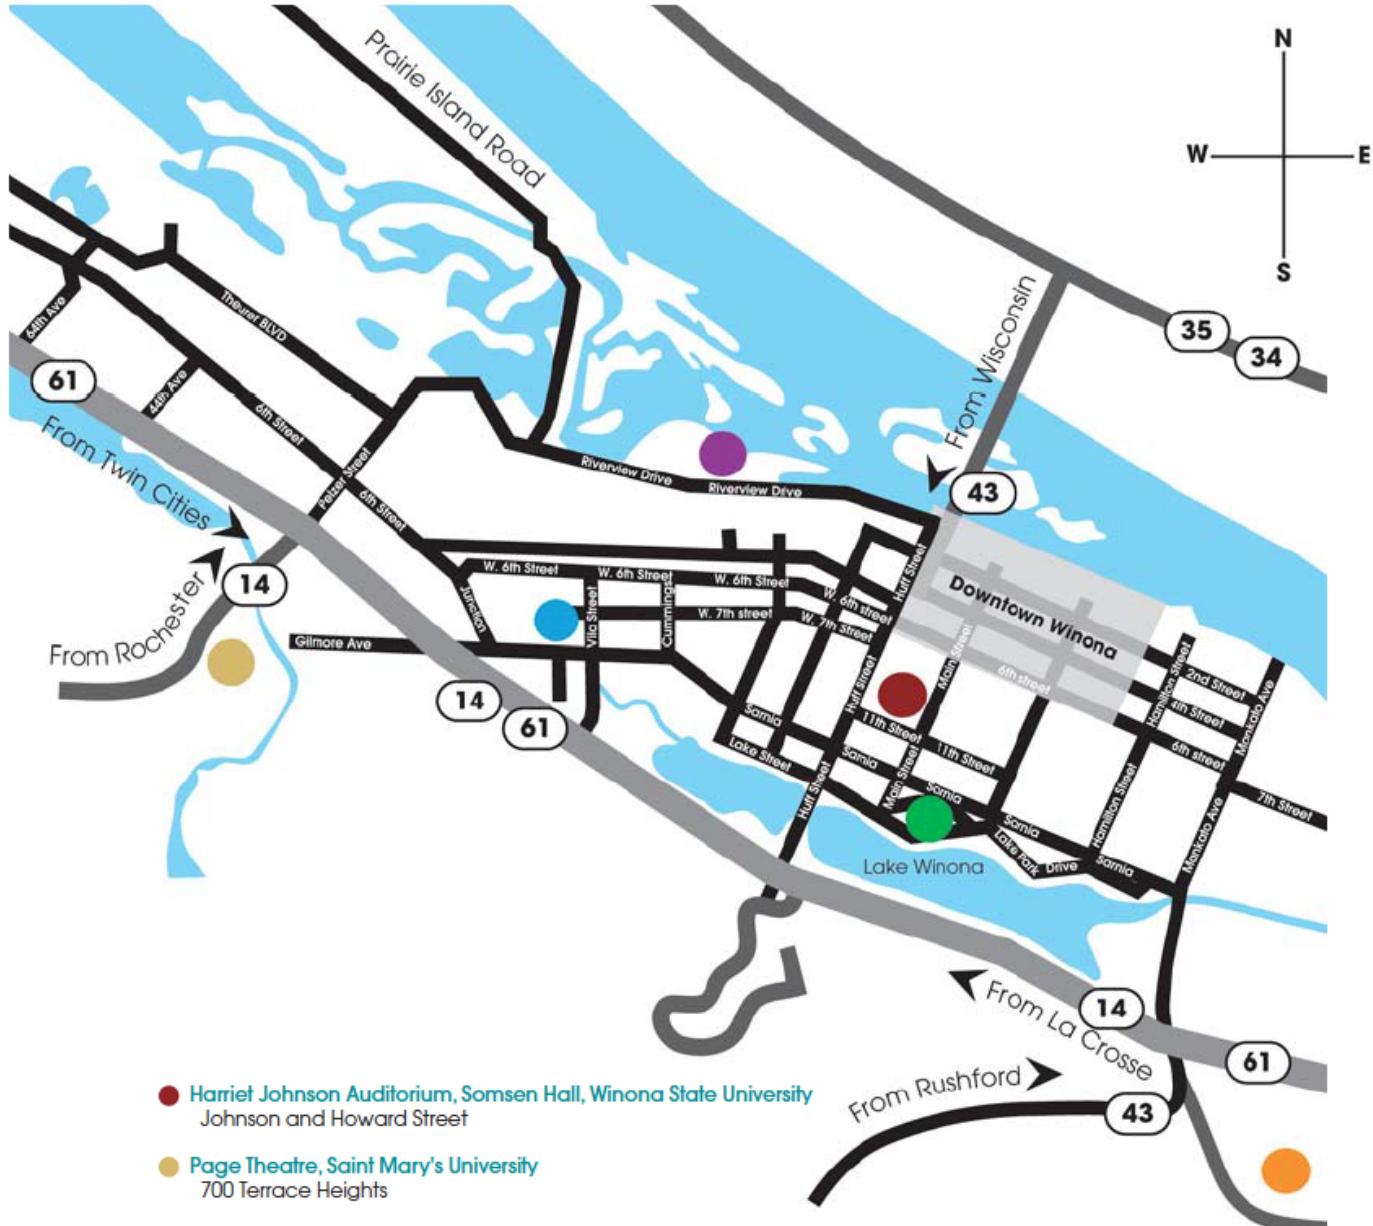 N
W
E
S
Prairie Island Road
From Wisconsin
35
34
64th Ave
Theurer BLVD
61
44th Ave
6th Street
From Twin Cities
Pelzer Street
6th Street
Riverview Drive
Riverview Drive
43
14
From Rochester
Junction
W. 6th Street
W. 6th Street
W. 6th Street
W. 6th street
Huff Street
Downtown Winona
Vila Street
Cummings
W. 7th street
W. 7th Street
Gilmore Ave
Main Street
6th street
Hamilton Street
2nd Street
4th Street
6th street
Mankato Ave
7th Street
14
61
Huff Street
Sarnia
Lake Street
11th Street
11th Street
Sarnia
Main Street
Sarnia
Huff Street
Hamilton Street
Sarnia
Lake Park Drive
Sarnia
Mankato Ave
Lake Winona
From La Crosse
14
61
From Rushford
43
Harriet Johnson Auditorium, Somsen Hall, Winona State University
Johnson and Howard Street
Page Theatre, Saint Mary's University
700 Terrace Heights